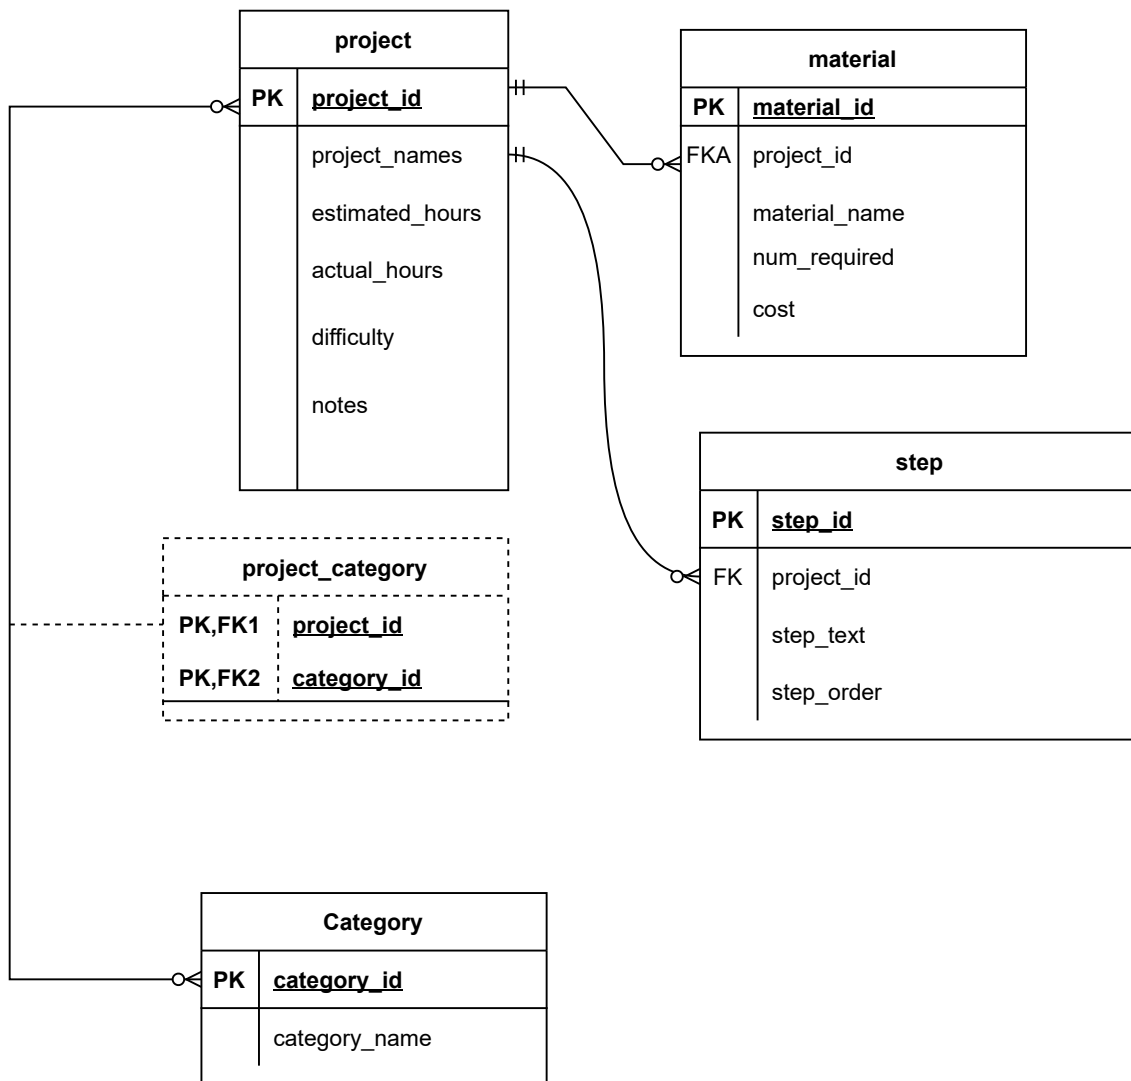 project
PK project_id
project_names
estimated_hours
actual_hours
difficulty
notes
material
PK material_id
FKA project_id
material_name
num_required
cost
step
PK step_id
FK project_id
step_text
step_order
project_category
PK,FK1 project_id
PK,FK2 category_id
Category
PK category_id
category_name